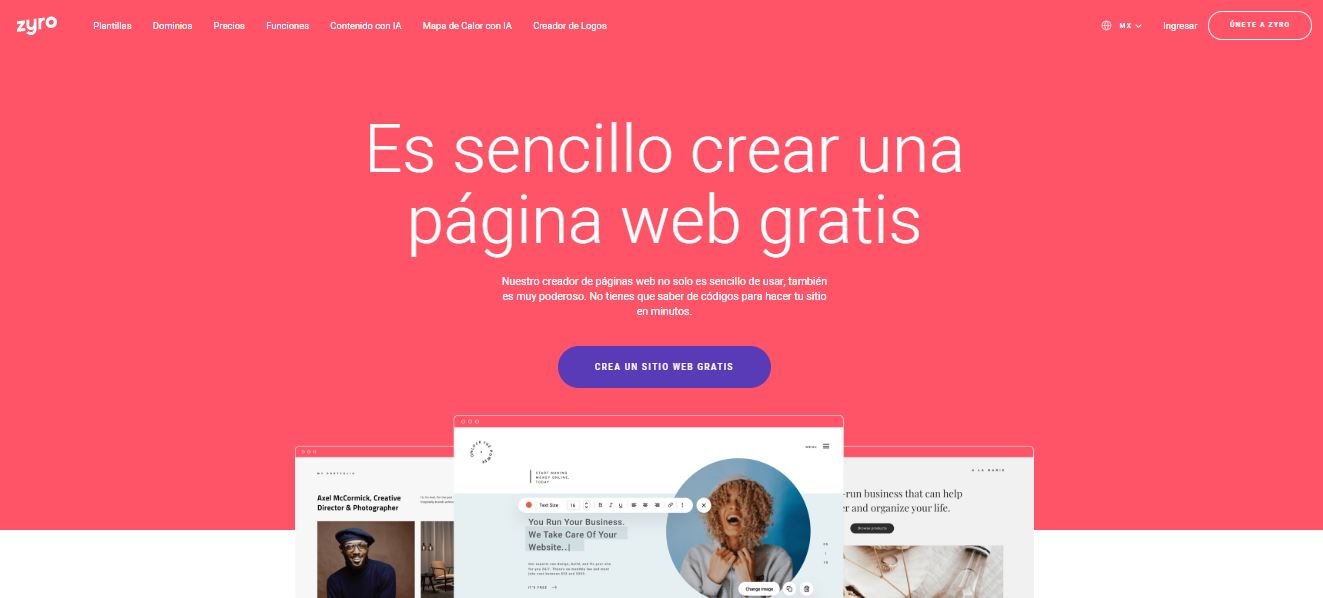 zyro
Plantillas
Dominios
Precios
Funciones
Contenido con IA
Mapa de Calor con IA
Creador de Logos
MX
Ingresar
ÚNETE A ZYRO
Es sencillo crear una
página web gratis
Nuestro creador de páginas web no solo es sencillo de usar, también
es muy poderoso. No tienes que saber de códigos para hacer tu sitio
en minutos.
CREA UN SITIO WEB GRATIS
MY PORTFOLIO
Axel McCormick, Creative
Director & Photographer
MENU
START MAKING
MONEY ONLINE,
TODAY
Text Size
16
B
I
U
You Run Your Business.
We Take Care Of Your
Website..|
IT'S FREE
Change image
-run business that can help
er and organize your life.
Browse products